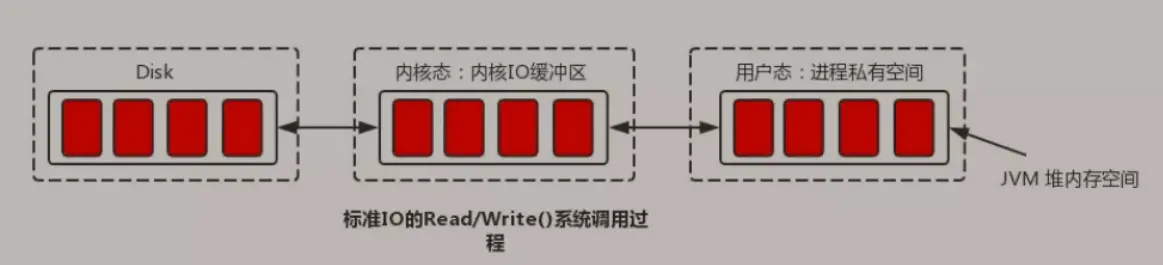 Disk
内核态：内核IO缓冲区
用户态：进程私有空间
JVM 堆内存空间
标准IO的Read/Write()系统调用过
程